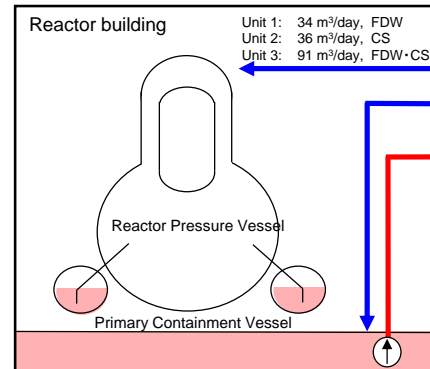 Reactor building
Unit 1: 34 m³/day, FDW
Unit 2: 36 m³/day, CS
Unit 3: 91 m³/day, FDW・CS
Reactor Pressure Vessel
Primary Containment Vessel